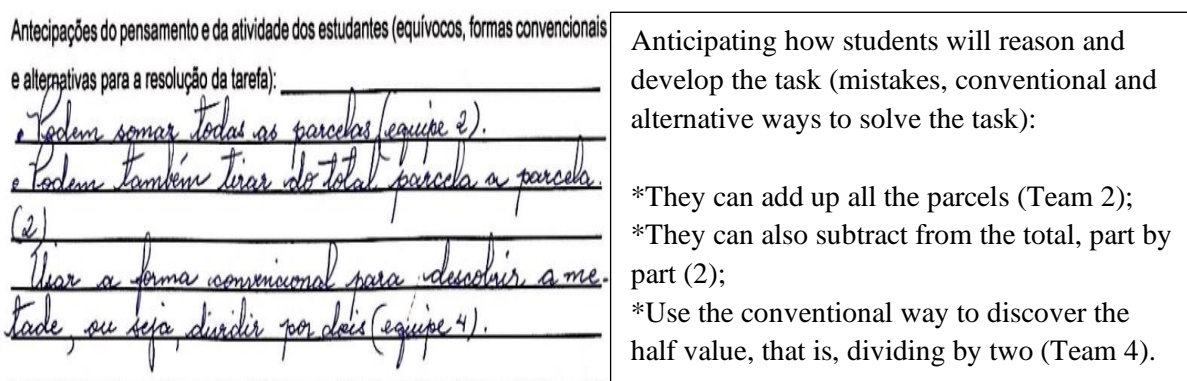 Antecipações do pensamento e da atividade dos estudantes (equívocos, formas convencionais
e alternativas para a resolução da tarefa):
• Podem somar todas as parcelas (equipe 2).
• Podem também tirar do total parcela a parcela.
(2)
Usar a forma convencional para descobrir a me-
tade, ou seja, dividir por dois (equipe 4).
Anticipating how students will reason and
develop the task (mistakes, conventional and
alternative ways to solve the task):
*They can add up all the parcels (Team 2);
*They can also subtract from the total, part by
part (2);
*Use the conventional way to discover the
half value, that is, dividing by two (Team 4).